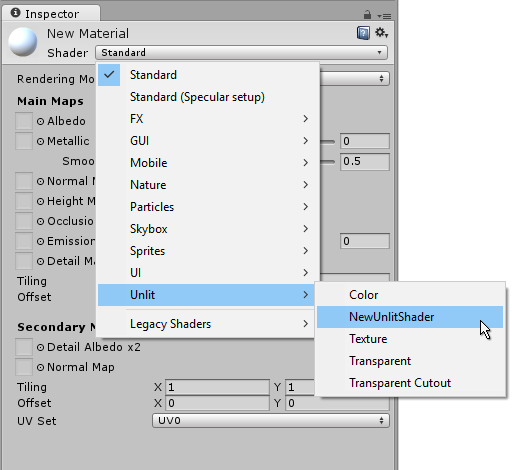 Inspector
New Material
Shader Standard
Rendering Mo
Main Maps
Albedo
Metallic 0
Smoo 0.5
Normal M
Height M
Occlusio
Emission 0
Detail Ma
Tiling
Offset
Secondary M
Detail Albedo x2
Normal Map
Tiling X 1 Y 1
Offset X 0 Y 0
UV Set UV0
Standard
Standard (Specular setup)
FX
GUI
Mobile
Nature
Particles
Skybox
Sprites
UI
Unlit
Legacy Shaders
Color
NewUnlitShader
Texture
Transparent
Transparent Cutout